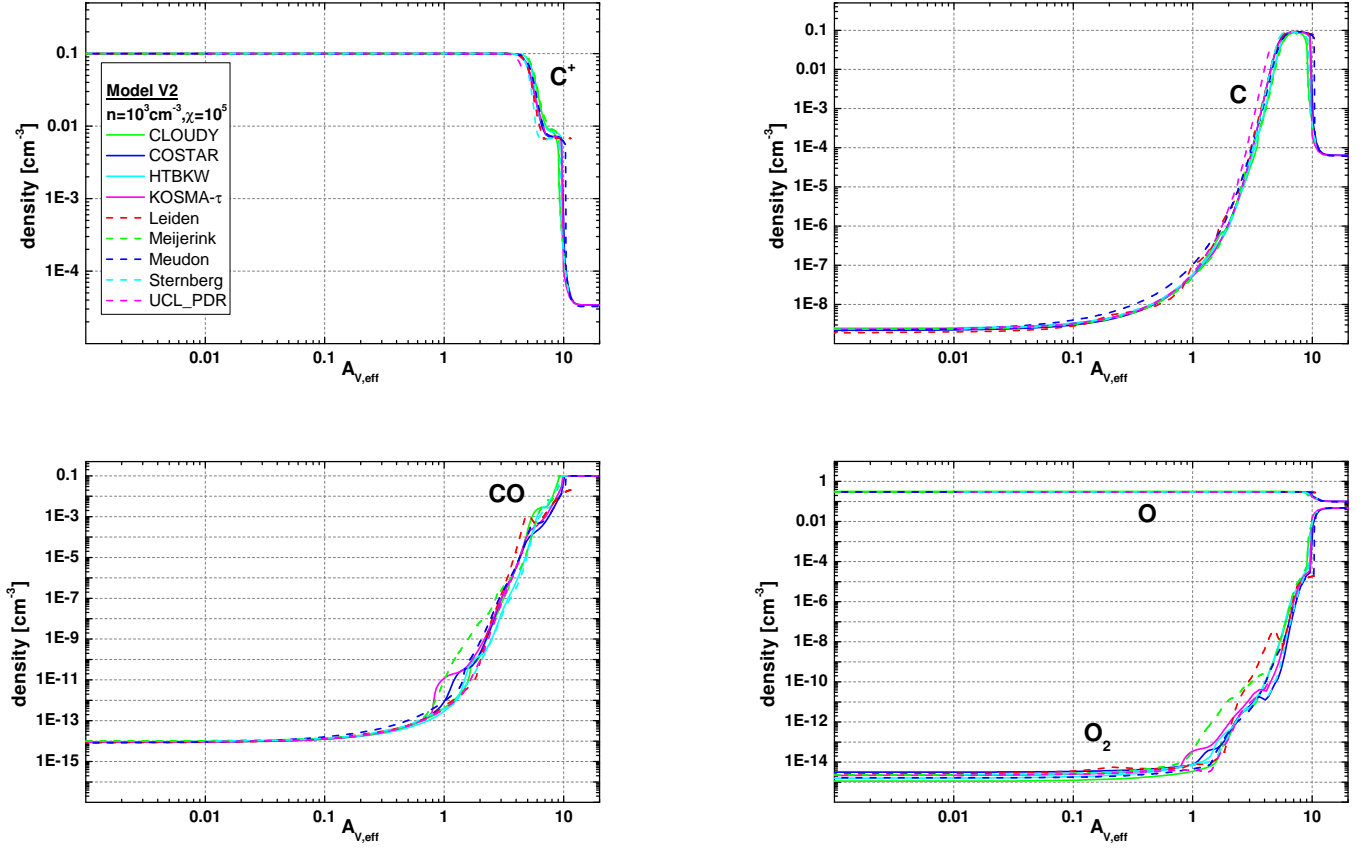 0.1
0.01
1E-3
1E-4
density [cm⁻³]
C⁺
Model V2
n=10³cm⁻³,χ=10⁵
CLOUDY
COSTAR
HTBKW
KOSMA-τ
Leiden
Meijerink
Meudon
Sternberg
UCL_PDR
0.01 0.1 1 10
A_V,eff
0.1
0.01
1E-3
1E-4
1E-5
1E-6
1E-7
1E-8
density [cm⁻³]
C
0.01 0.1 1 10
A_V,eff
0.1
1E-3
1E-5
1E-7
1E-9
1E-11
1E-13
1E-15
density [cm⁻³]
CO
0.01 0.1 1 10
A_V,eff
1
0.01
1E-4
1E-6
1E-8
1E-10
1E-12
1E-14
density [cm⁻³]
O
O₂
0.01 0.1 1 10
A_V,eff